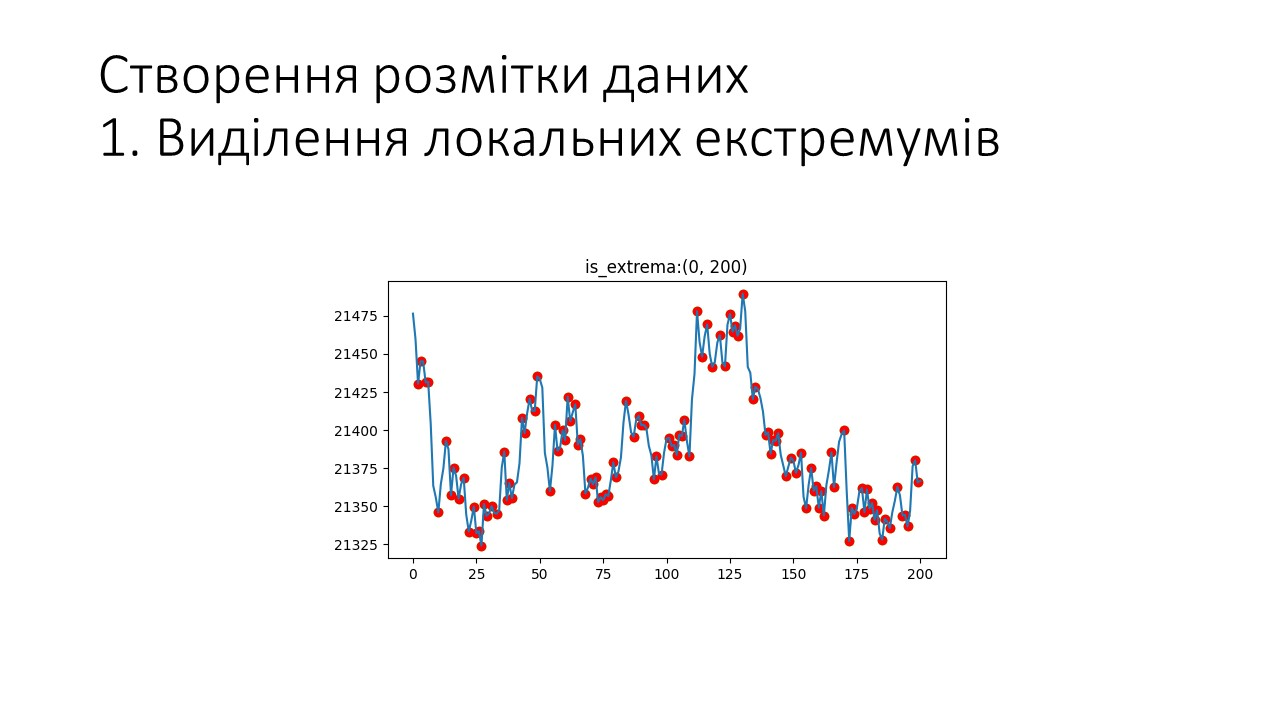 Створення розмітки даних
1. Виділення локальних екстремумів
is_extrema:(0, 200)
21475
21450
21425
21400
21375
21350
21325
0 25 50 75 100 125 150 175 200